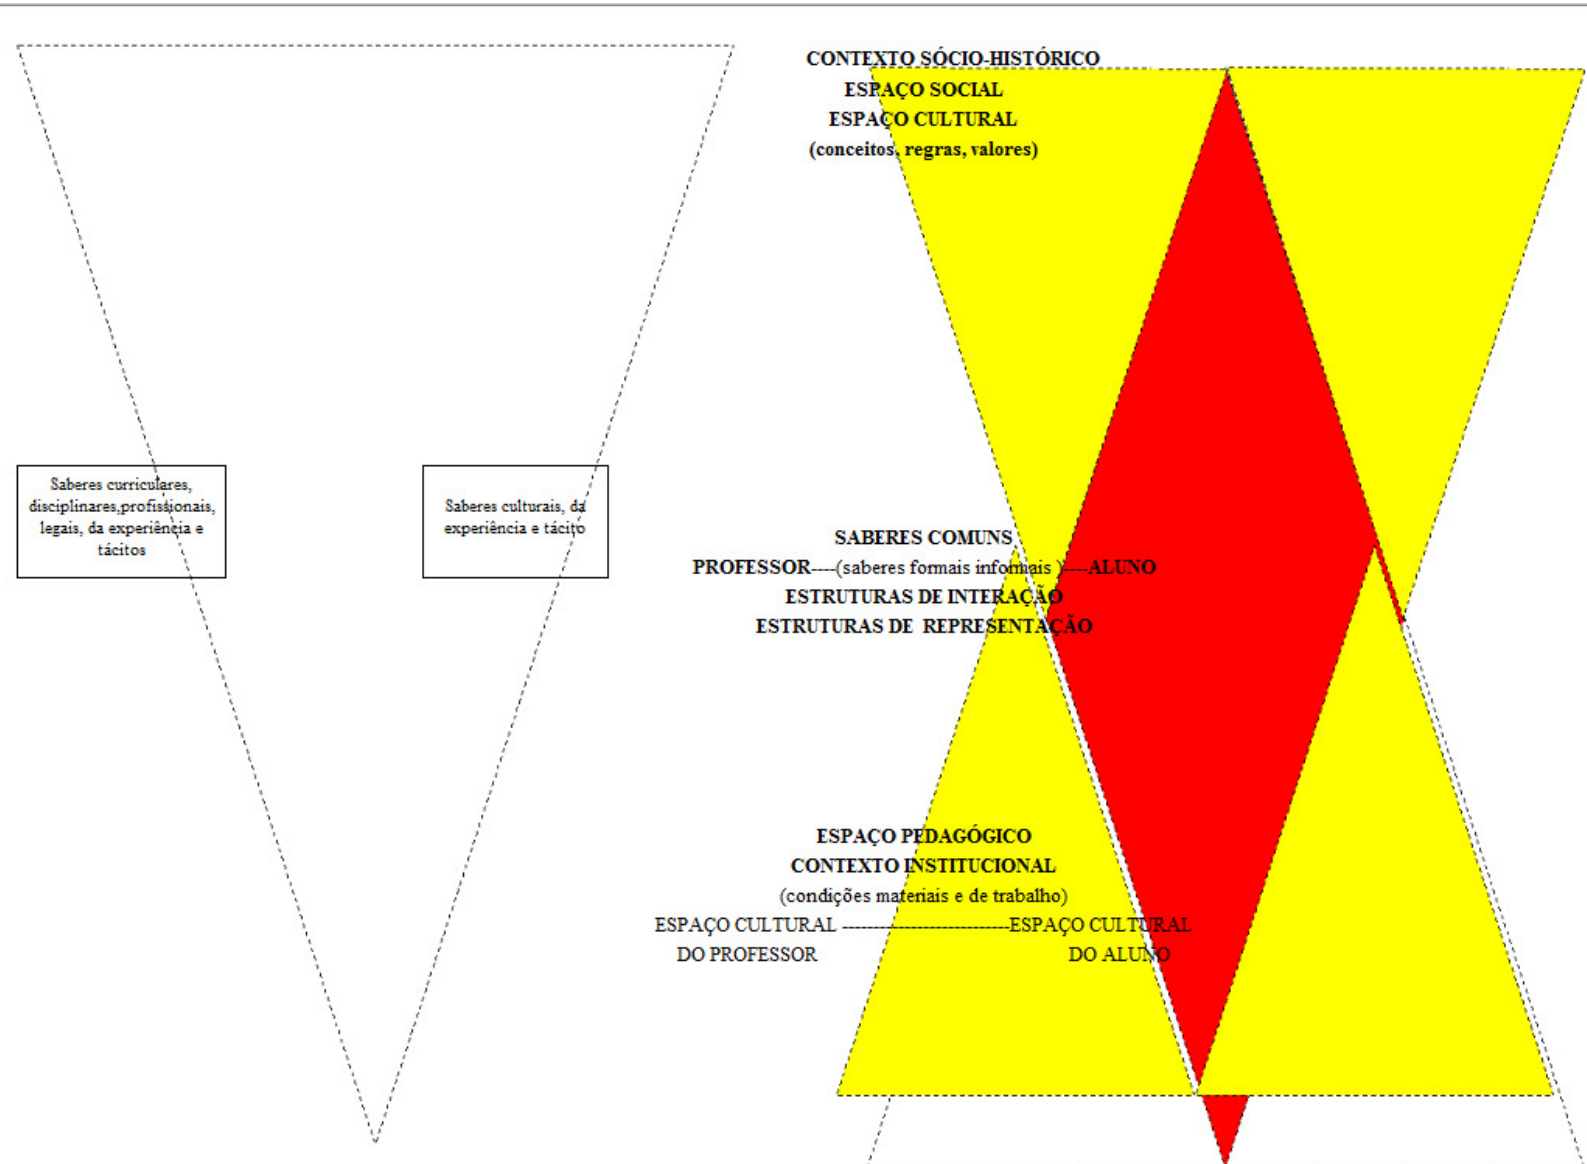 CONTEXTO SÓCIO-HISTÓRICO
ESPAÇO SOCIAL
ESPAÇO CULTURAL
(conceitos, regras, valores)
Saberes curriculares,
disciplinares,profissionais,
legais, da experiência e
tácitos
Saberes culturais, da
experiência e tácito
SABERES COMUNS
PROFESSOR----(saberes formais informais )----ALUNO
ESTRUTURAS DE INTERAÇÃO
ESTRUTURAS DE REPRESENTAÇÃO
ESPAÇO PEDAGÓGICO
CONTEXTO INSTITUCIONAL
(condições materiais e de trabalho)
ESPAÇO CULTURAL ---------------------------ESPAÇO CULTURAL
DO PROFESSOR DO ALUNO